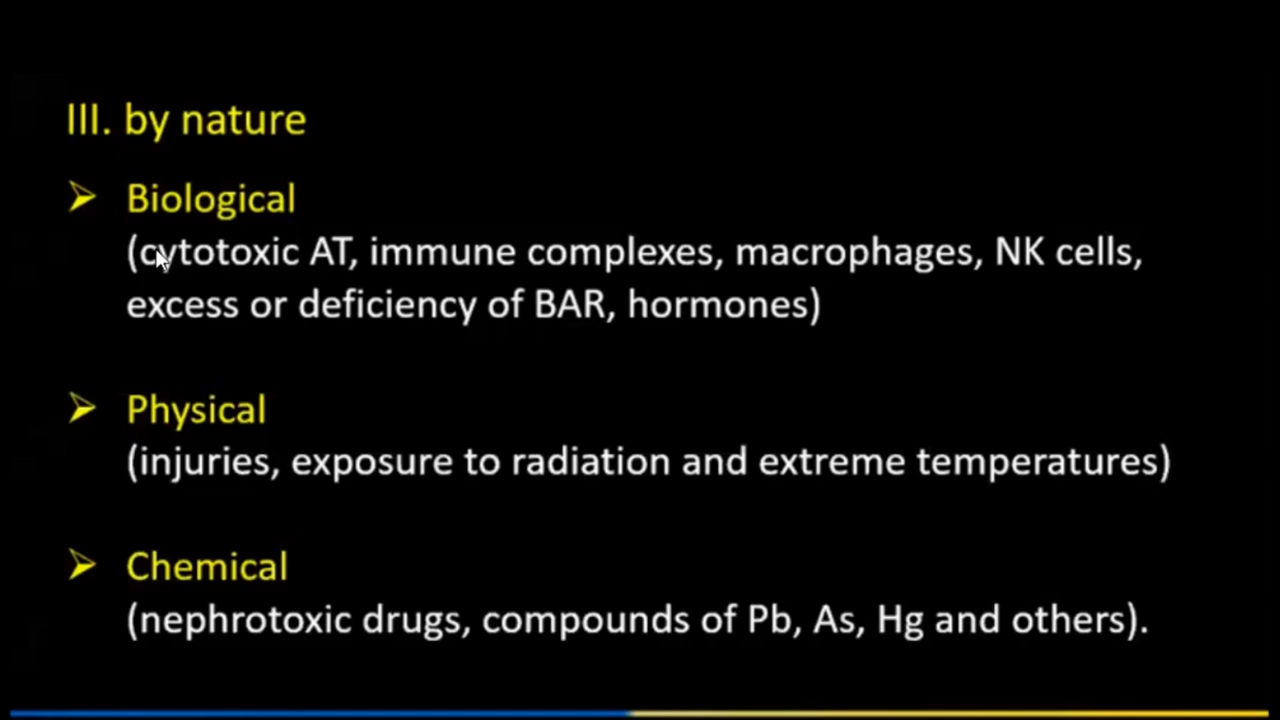 III. by nature
Biological
(cytotoxic AT, immune complexes, macrophages, NK cells,
excess or deficiency of BAR, hormones)
Physical
(injuries, exposure to radiation and extreme temperatures)
Chemical
(nephrotoxic drugs, compounds of Pb, As, Hg and others).